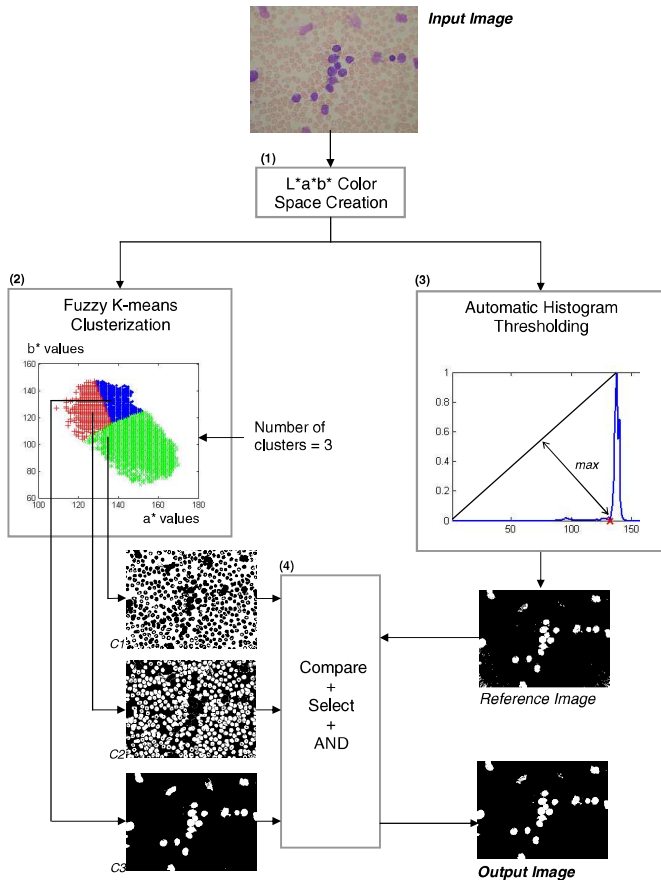 Input Image
(1)
L*a*b* Color
Space Creation
(2)
Fuzzy K-means
Clusterization
b* values
160
140
120
100
80
60
100
120
140
160
180
a* values
Number of
clusters = 3
(3)
Automatic Histogram
Thresholding
1
0.8
0.6
0.4
0.2
0
50
100
150
max
C1
C2
C3
(4)
Compare
+
Select
+
AND
Reference Image
Output Image